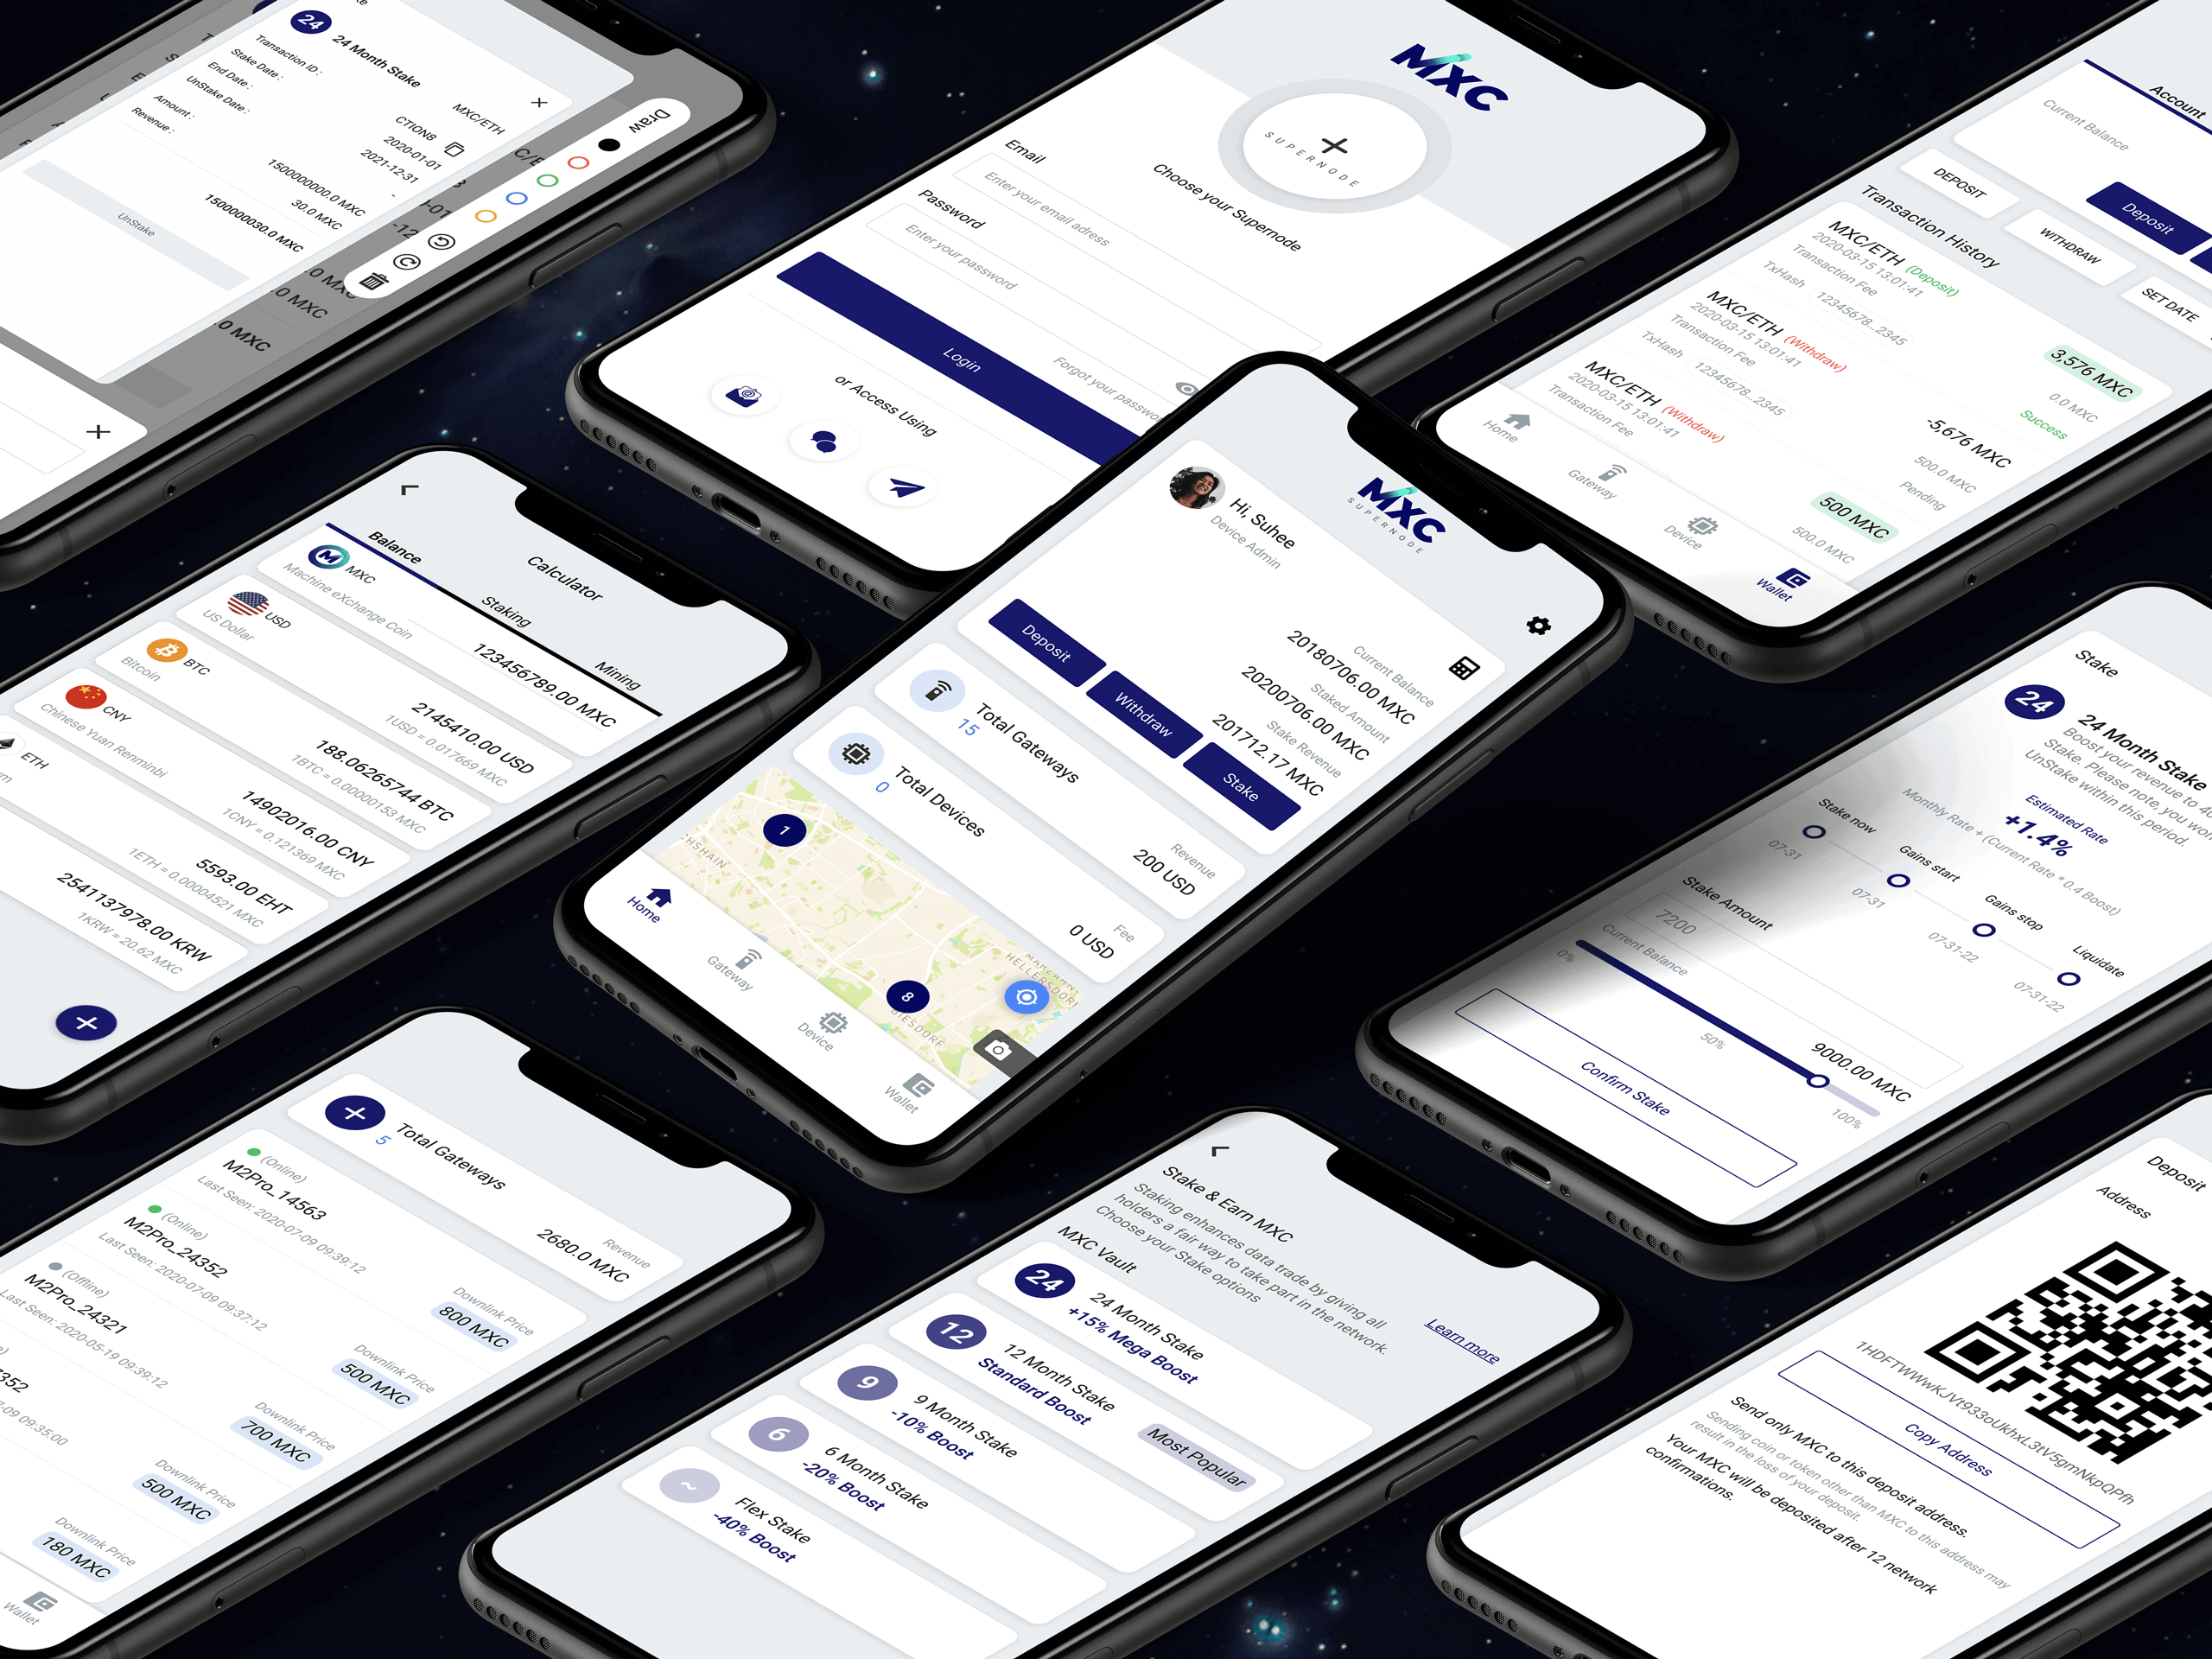 24
24 Month Stake
MXC/ETH
Transaction ID :
CTION8
Stake Date :
2020-01-01
End Date :
2021-12-31
UnStake Date :
-
Amount :
1500000000.0 MXC
Revenue :
30.0 MXC
1500000030.0 MXC
UnStake
Draw
MXC
SUPERNODE
Choose your Supernode
Email
Enter your email adress
Password
Enter your password
Forgot your passwo
Login
or Access Using
Account
Current Balance
Deposit
DEPOSIT
WITHDRAW
SET DATE
Transaction History
MXC/ETH (Deposit)
3,576 MXC
2020-03-15 13:01:41
Transaction Fee
0.0 MXC
TxHash
12345678...2345
Success
MXC/ETH (Withdraw)
-5,676 MXC
2020-03-15 13:01:41
Transaction Fee
500.0 MXC
TxHash
12345678...2345
Pending
MXC/ETH (Withdraw)
500 MXC
2020-03-15 13:01:41
Transaction Fee
500.0 MXC
Home
Gateway
Device
Wallet
Calculator
Balance
Staking
Mining
MXC
Machine eXchange Coin
123456789.00 MXC
USD
US Dollar
2145410.00 USD
1USD = 0.017669 MXC
BTC
Bitcoin
188.06265744 BTC
1BTC = 0.00000153 MXC
CNY
Chinese Yuan Renminbi
14902016.00 CNY
1CNY = 0.121369 MXC
ETH
5593.00 EHT
1ETH = 0.00004521 MXC
2541137978.00 KRW
1KRW = 20.62 MXC
MXC
SUPERNODE
Hi, Suhee
Device Admin
Current Balance
20180706.00 MXC
Staked Amount
20200706.00 MXC
Stake Revenue
201712.17 MXC
Deposit
Withdraw
Stake
Total Gateways
15
Revenue
200 USD
Total Devices
0
Fee
0 USD
1
8
HELLERSDORF
BIESDORF
Home
Gateway
Device
Wallet
Stake
24
24 Month Stake
Boost your revenue to 40
Stake. Please note, you won
UnStake within this period.
Estimated Rate
+1.4%
Monthly Rate + (Current Rate * 0.4 Boost)
Stake now
07-31
Gains start
07-31
Gains stop
07-31-22
Liquidate
07-31-22
Stake Amount
7200
Current Balance
9000.00 MXC
0%
50%
100%
Confirm Stake
Total Gateways
5
Revenue
2680.0 MXC
(Online)
M2Pro_14563
Last Seen: 2020-07-09 09:39:12
Downlink Price
800 MXC
(Online)
M2Pro_24352
Last Seen: 2020-07-09 09:37:12
Downlink Price
500 MXC
(Offline)
M2Pro_24321
Last Seen: 2020-05-19 09:39:12
Downlink Price
700 MXC
Downlink Price
500 MXC
Downlink Price
180 MXC
Wallet
Stake & Earn MXC
Staking enhances data trade by giving all
holders a fair way to take part in the network.
Choose your Stake options
Learn more
MXC Vault
24
24 Month Stake
+15% Mega Boost
12
12 Month Stake
Standard Boost
Most Popular
9
9 Month Stake
-10% Boost
6
6 Month Stake
-20% Boost
~
Flex Stake
-40% Boost
Deposit
Address
1HDFTWWwKJVt933oUkhxL3tV5gmNkpQPfh
Copy Address
Send only MXC to this deposit address.
Sending coin or token other than MXC to this address may
result in the loss of your deposit.
Your MXC will be deposited after 12 network
confirmations.